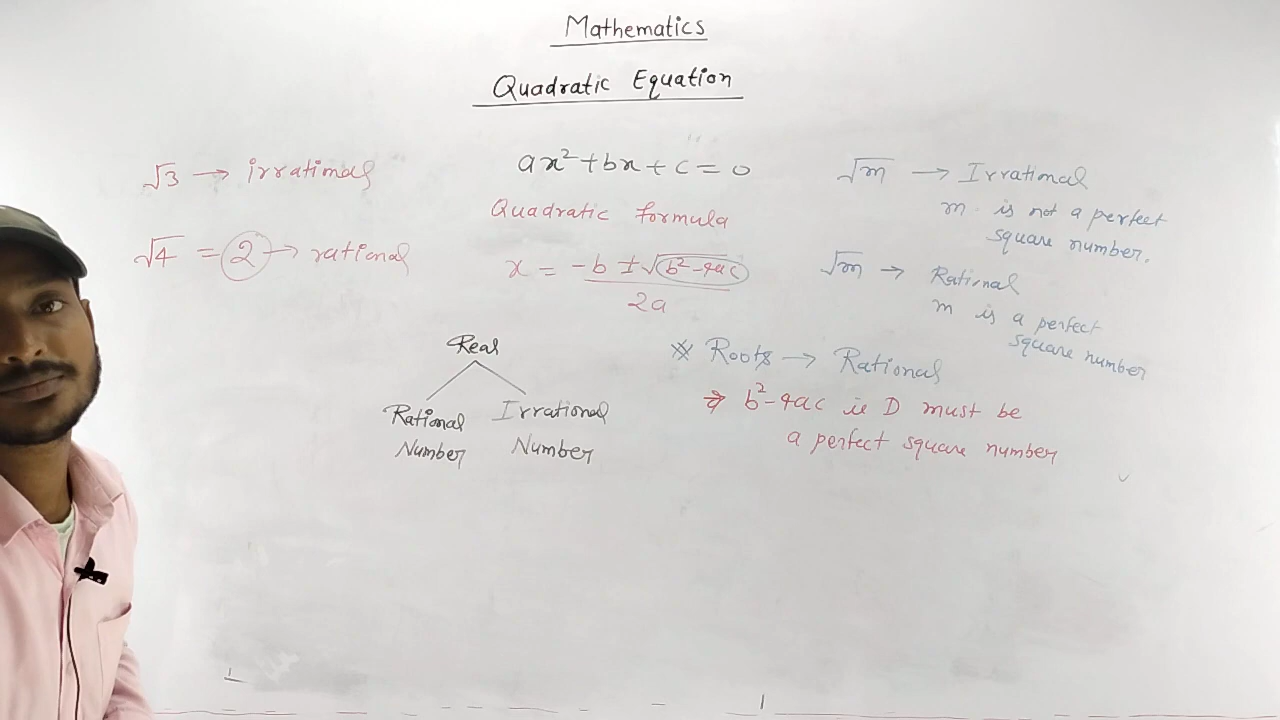 Mathematics
Quadratic Equation
√3 → irrational
√4 = 2 → rational
ax²+bx+c=0
Quadratic formula
x = -b ± √b²-4ac
2a
Real
Rational
Number
Irrational
Number
√m → Irrational
m is not a perfect
square number.
√m → Rational
m is a perfect
square number
※ Roots → Rational
⇒ b²-4ac ie D must be
a perfect square number